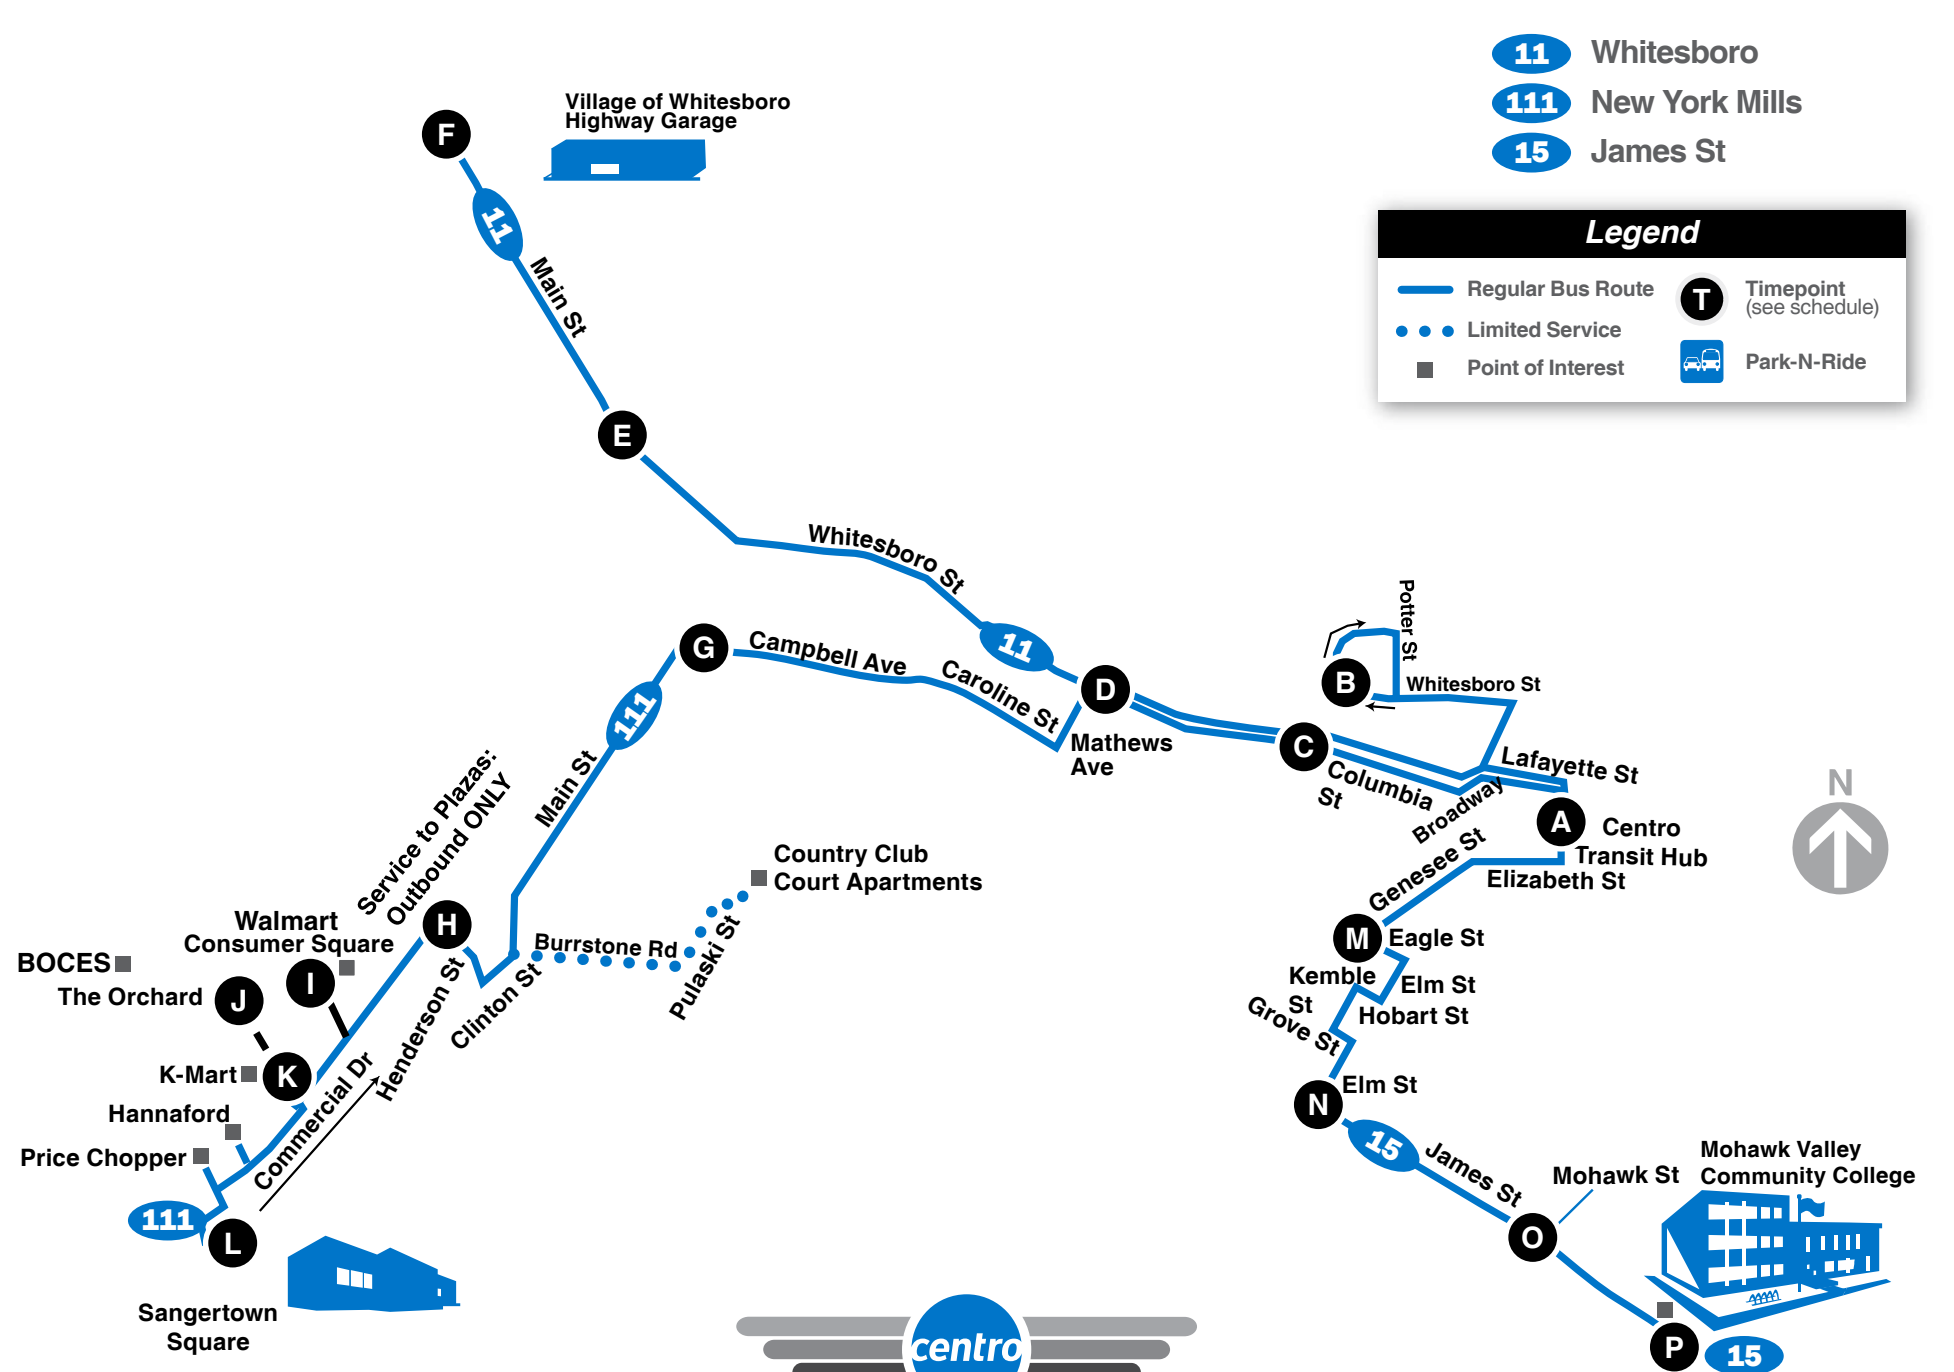 11 Whitesboro
111 New York Mills
15 James St
Legend
Regular Bus Route
Limited Service
Point of Interest
T Timepoint
(see schedule)
Park-N-Ride
Village of Whitesboro
Highway Garage
F
11
Main St
E
Whitesboro St
11
D
Mathews
Ave
G
Campbell Ave
Caroline St
111
Main St
C
Columbia
St
Broadway
Lafayette St
B
Potter St
Whitesboro St
A
Centro
Transit Hub
Elizabeth St
Genesee St
N
M
Eagle St
Kemble
St
Elm St
Hobart St
Grove St
N
Elm St
15
James St
O
Mohawk St
Mohawk Valley
Community College
P
15
Service to Plazas:
Outbound ONLY
H
Henderson St
Clinton St
Burrstone Rd
Pulaski St
Country Club
Court Apartments
Walmart
Consumer Square
BOCES
The Orchard
J
I
K-Mart
K
Hannaford
Price Chopper
Commercial Dr
111
L
Sangertown
Square
centro